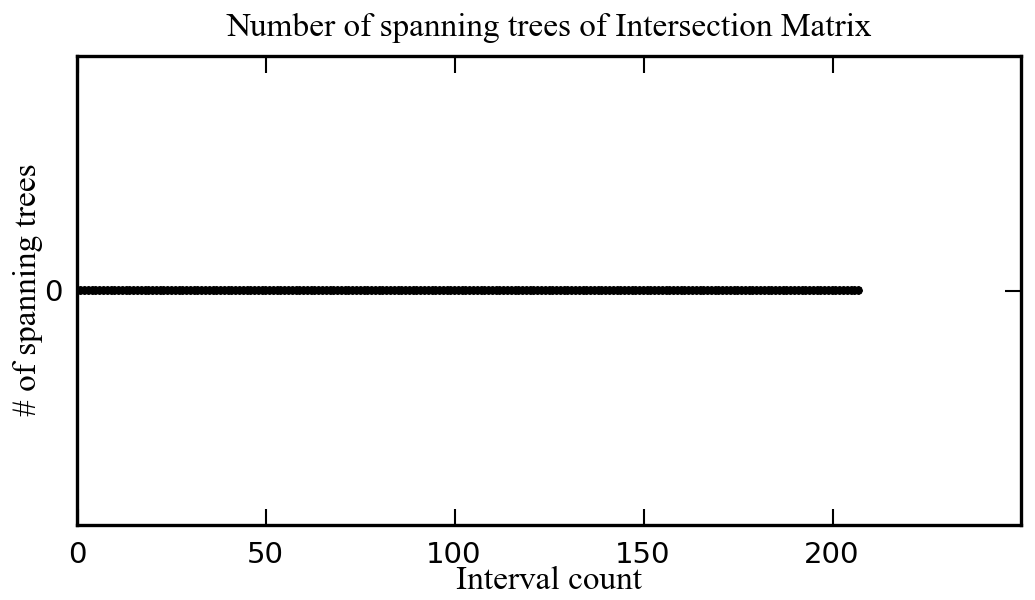 Number of spanning trees of Intersection Matrix
# of spanning trees
0
0 50 100 150 200
Interval count